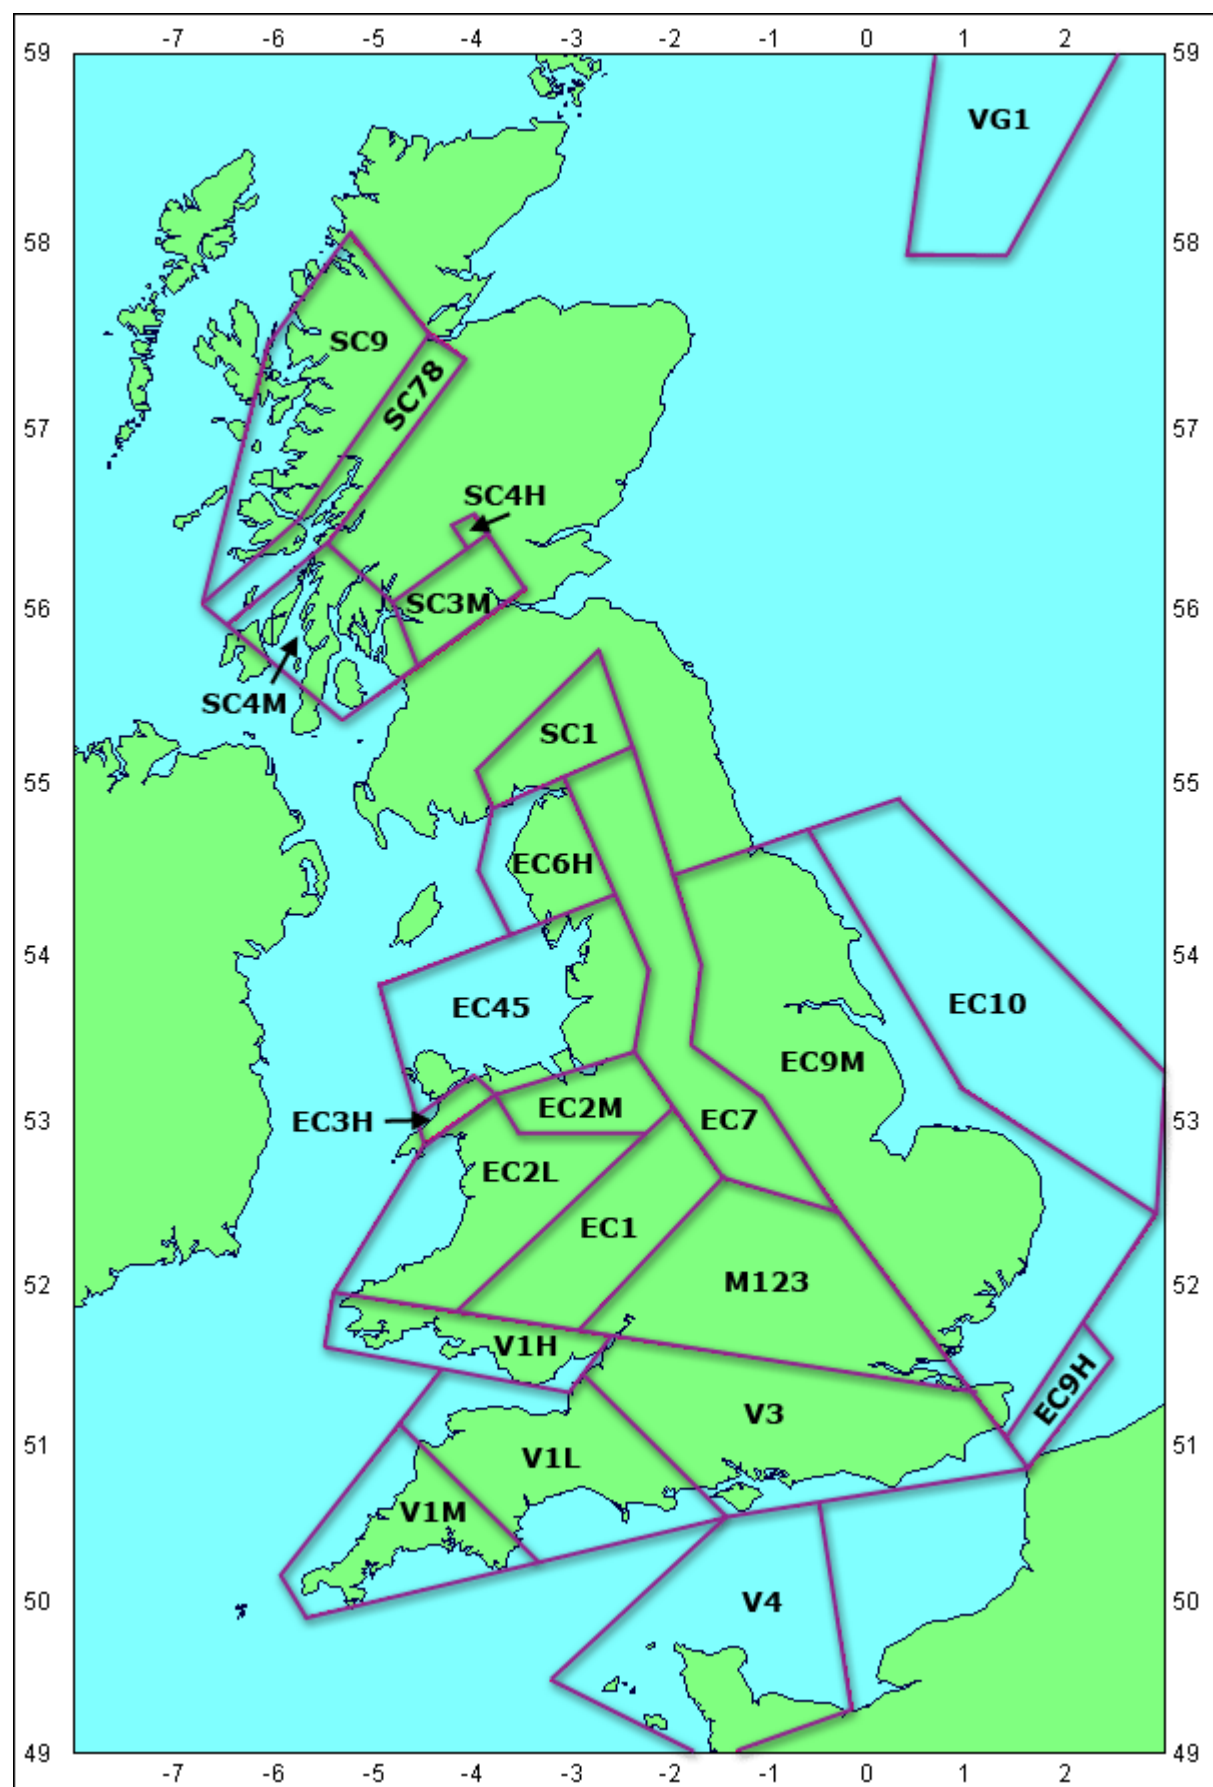 -7 -6 -5 -4 -3 -2 -1 0 1 2
59 59
VG1
58 58
SC9
SC78
57 57
SC4H
56 SC3M 56
SC4M
SC1
55 55
EC6H
54 54
EC45 EC10
EC9M
EC3H EC2M EC7
53 53
EC2L
EC1
52 M123 52
V1H
EC9H
V3
51 51
V1L
V1M
50 V4 50
49 49
-7 -6 -5 -4 -3 -2 -1 0 1 2